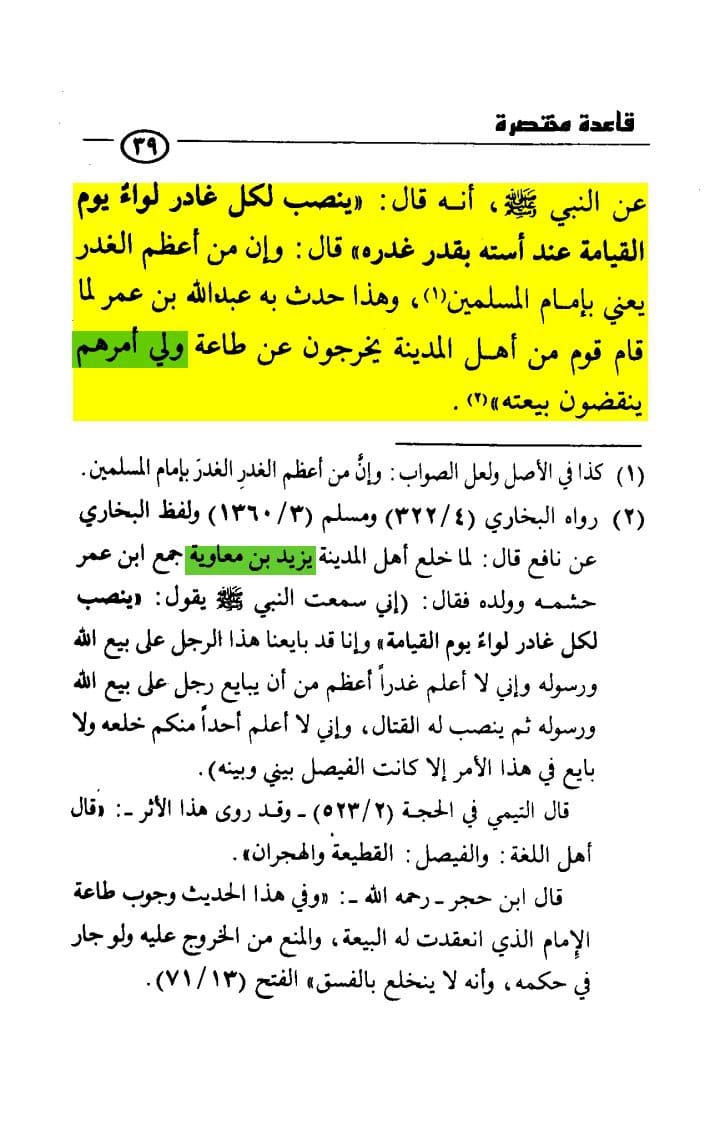 قاعدة مختصرة
٣٩
عن النبي ﷺ، أنـه قال: «ينصب لكل غادر لواءٌ يوم
القيامة عند أسته بقدر غدره» قال: وإن من أعظم الغدر
يعني بإمـام المسلمين(١)، وهذا حدث به عبدالله بن عمر لما
قام قوم من أهـل المدينة يخرجون عن طاعة ولي أمرهم
ينقضون بيعته»(٢).
(١) كذا في الأصل ولعل الصواب: وإنَّ من أعظم الغدرِ الغدرَ بإمام المسلمين.
(٢) رواه البخاري (٣٢٢/٤) ومسلم (١٣٦٠/٣) ولفظ البخاري
عن نافع قال: لما خلع أهل المدينة يزيد بن معاوية جمع ابن عمر
حشمـه وولده فقال: (إني سمعت النبي ﷺ يقول: «ينصب
لكل غادر لواءٌ يوم القيامة» وإنا قد بايعنا هذا الرجل على بيع الله
ورسوله وإني لا أعلم غدراً أعظم من أن يبايع رجل على بيع الله
ورسوله ثم ينصب له القتال، وإني لا أعلم أحداً منكم خلعه ولا
بايع في هذا الأمر إلا كانت الفيصل بيني وبينه).
قال التيمي في الحجة (٥٢٣/٢) ـ وقـد روى هذا الأثر ـ: «قال
أهل اللغة: والفيصل: القطيعة والهجران».
قال ابن حجر ـ رحمه الله ـ: «وفي هذا الحديث وجوب طاعة
الإمام الذي انعقدت له البيعة، والمنع من الخروج عليه ولو جار
في حكمه، وأنه لا ينخلع بالفسق» الفتح (٧١/١٣).